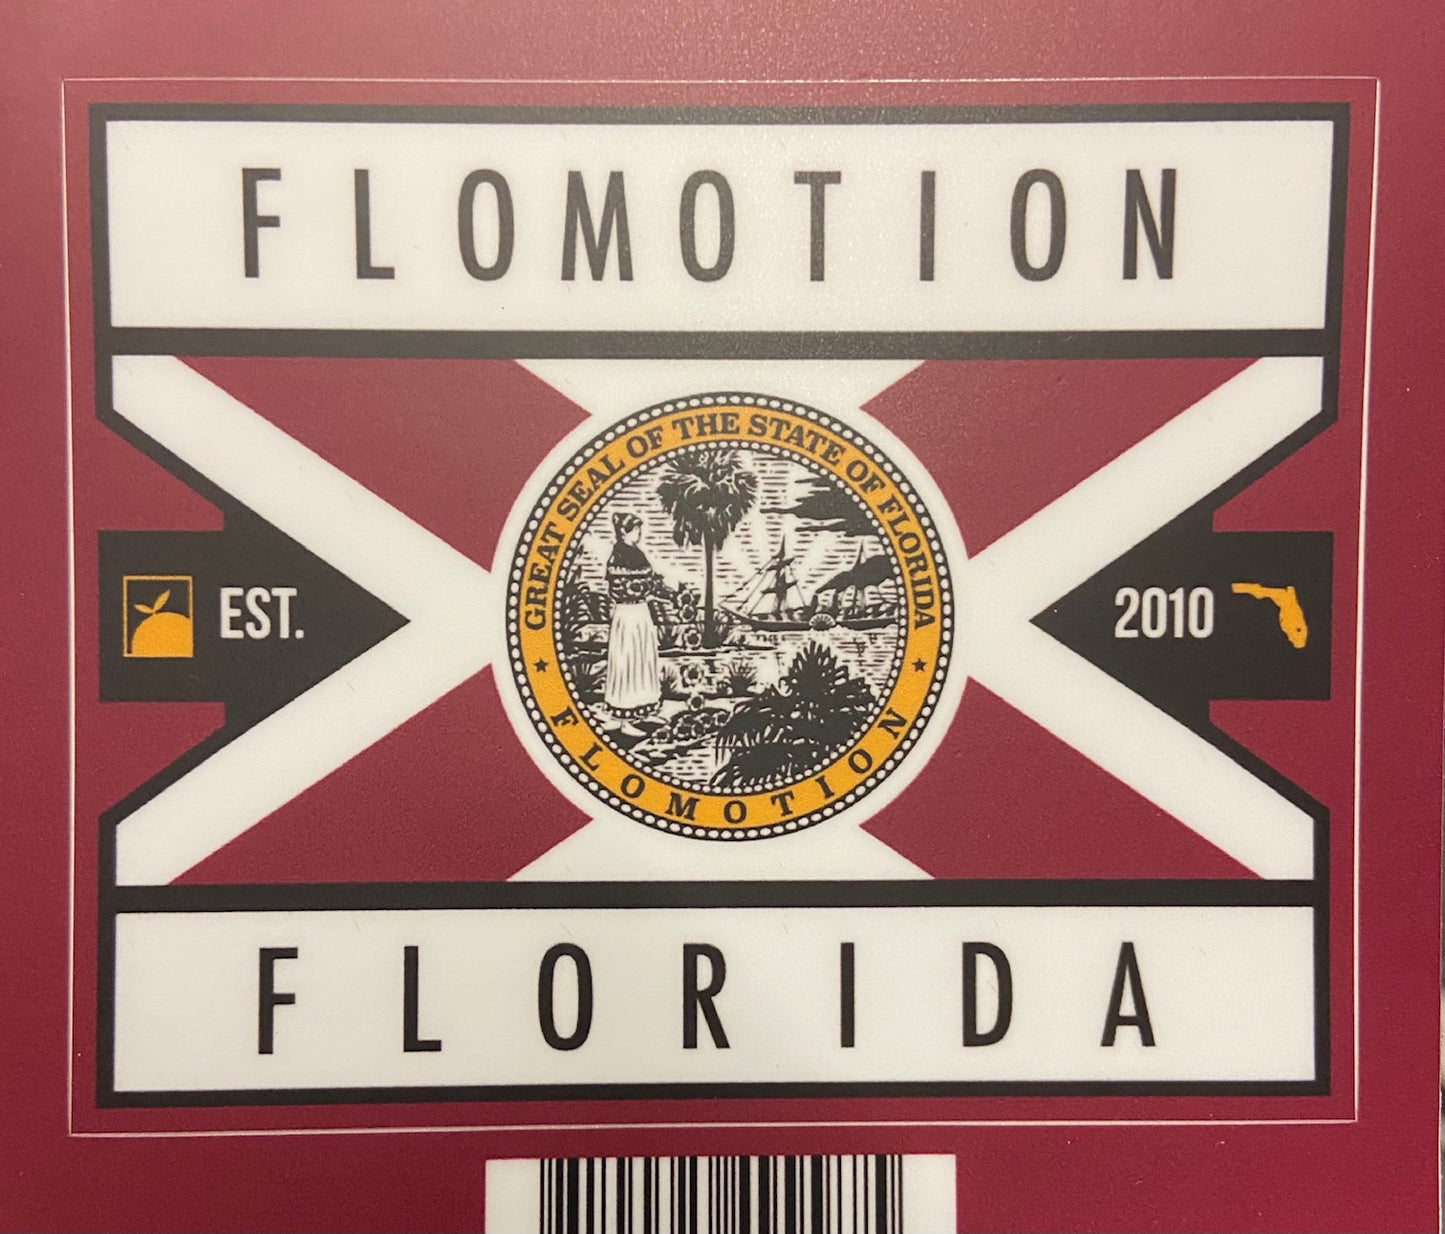 FLOMOTION
GREAT SEAL OF THE STATE OF FLORIDA
EST.
2010
FLOMOTION
FLORIDA